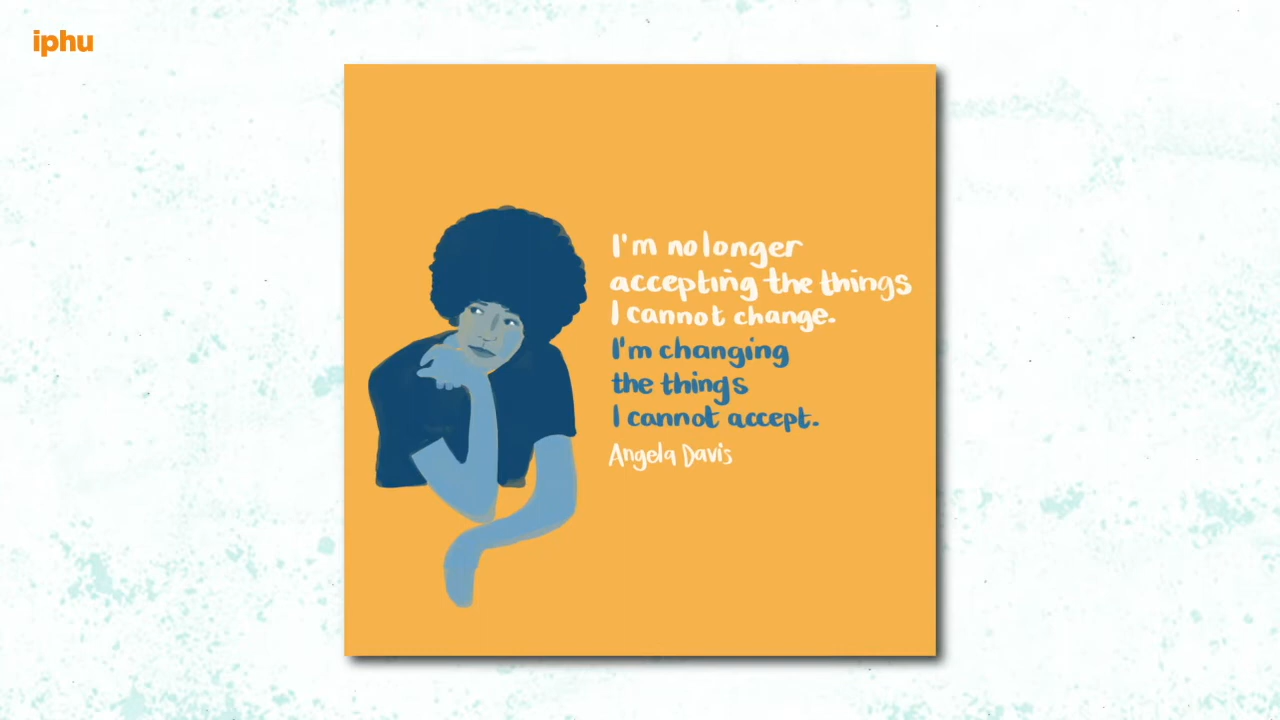 iphu
I'm no longer
accepting the things
I cannot change.
I'm changing
the things
I cannot accept.
Angela Davis